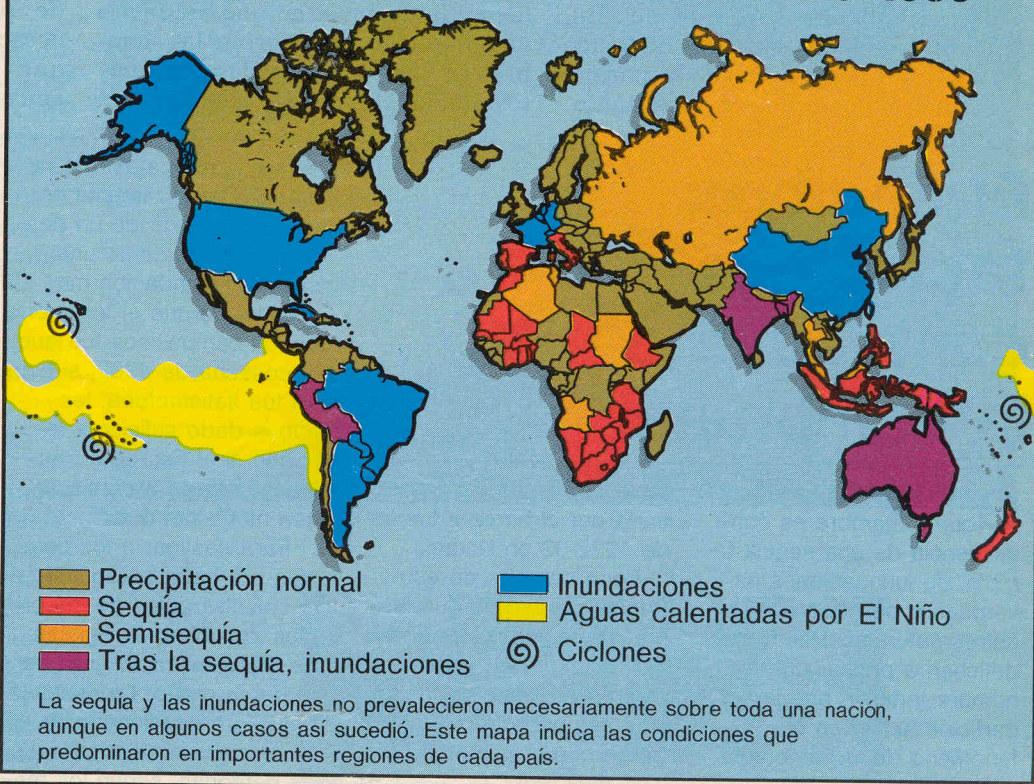 Precipitación normal
Sequía
Semisequía
Tras la sequía, inundaciones
Inundaciones
Aguas calentadas por El Niño
Ciclones
La sequía y las inundaciones no prevalecieron necesariamente sobre toda una nación,
aunque en algunos casos así sucedió. Este mapa indica las condiciones que
predominaron en importantes regiones de cada país.